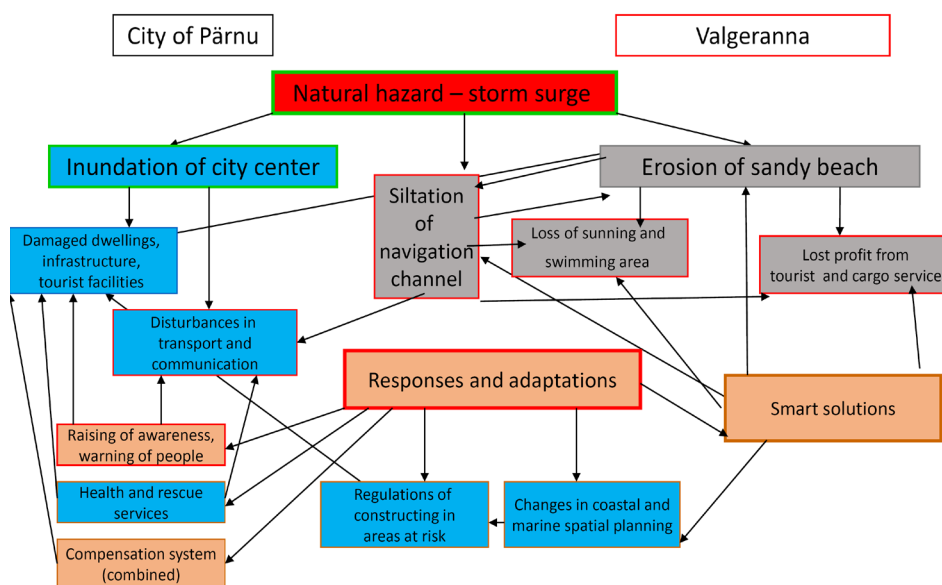 City of Pärnu
Valgeranna
Natural hazard – storm surge
Inundation of city center
Erosion of sandy beach
Siltation
of
navigation
channel
Damaged dwellings,
infrastructure,
tourist facilities
Loss of sunning and
swimming area
Lost profit from
tourist and cargo service
Disturbances in
transport and
communication
Responses and adaptations
Smart solutions
Raising of awareness,
warning of people
Health and rescue
services
Regulations of
constructing in
areas at risk
Changes in coastal and
marine spatial planning
Compensation system
(combined)